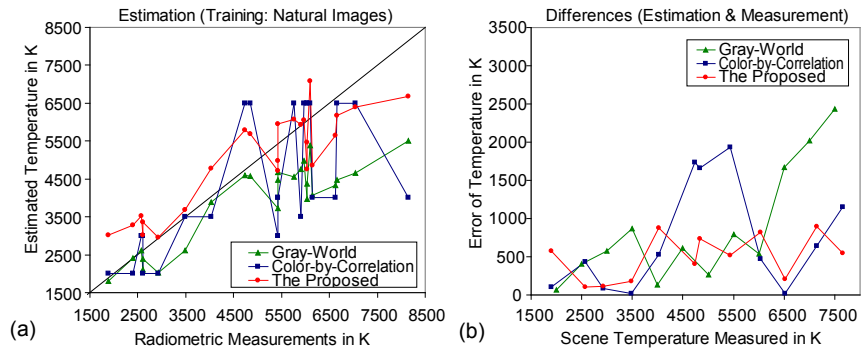 Estimation (Training: Natural Images)
Estimated Temperature in K
8500
7500
6500
5500
4500
3500
2500
1500
Gray-World
Color-by-Correlation
The Proposed
1500 2500 3500 4500 5500 6500 7500 8500
(a)
Radiometric Measurements in K
Differences (Estimation & Measurement)
Error of Temperature in K
3500
3000
2500
2000
1500
1000
500
0
Gray-World
Color-by-Correlation
The Proposed
1500 2500 3500 4500 5500 6500 7500
(b)
Scene Temperature Measured in K